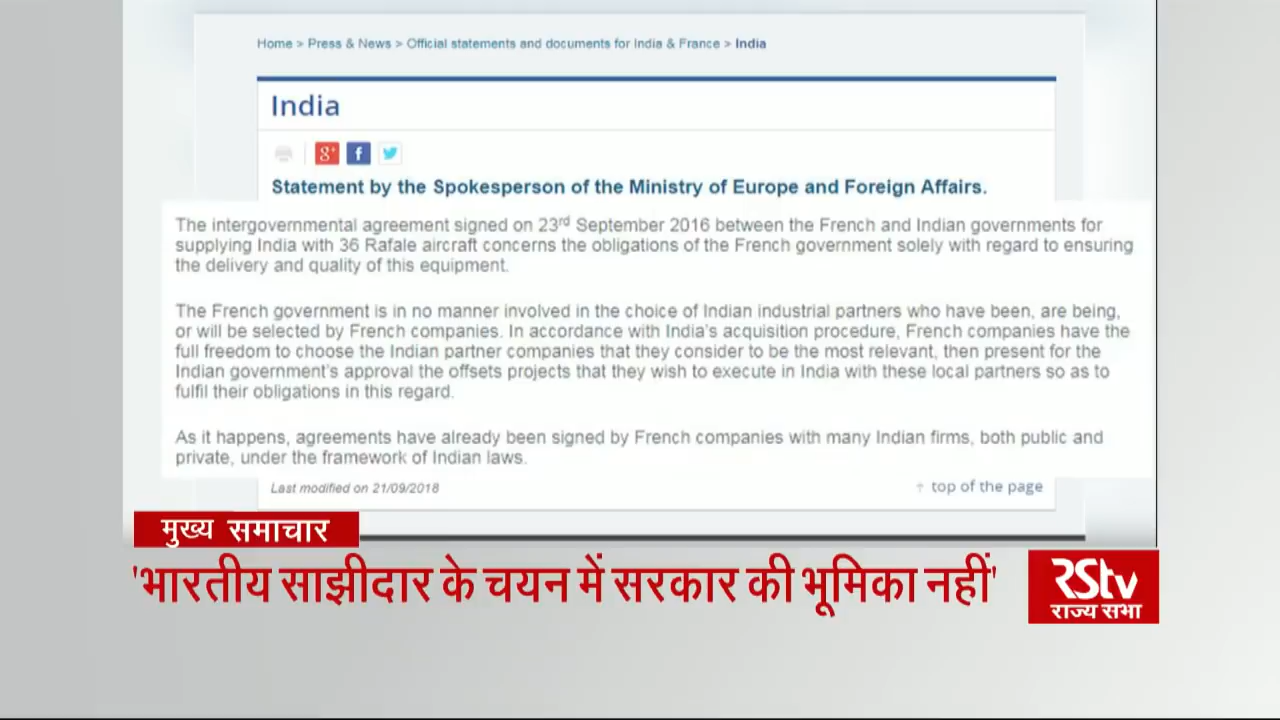 Home > Press & News > Official statements and documents for India & France > India
India
Statement by the Spokesperson of the Ministry of Europe and Foreign Affairs.
The intergovernmental agreement signed on 23rd September 2016 between the French and Indian governments for
supplying India with 36 Rafale aircraft concerns the obligations of the French government solely with regard to ensuring
the delivery and quality of this equipment.
The French government is in no manner involved in the choice of Indian industrial partners who have been, are being,
or will be selected by French companies. In accordance with India's acquisition procedure, French companies have the
full freedom to choose the Indian partner companies that they consider to be the most relevant, then present for the
Indian government's approval the offsets projects that they wish to execute in India with these local partners so as to
fulfil their obligations in this regard.
As it happens, agreements have already been signed by French companies with many Indian firms, both public and
private, under the framework of Indian laws.
Last modified on 21/09/2018
↑ top of the page
मुख्य समाचार
'भारतीय साझीदार के चयन में सरकार की भूमिका नहीं'
RStv
राज्य सभा